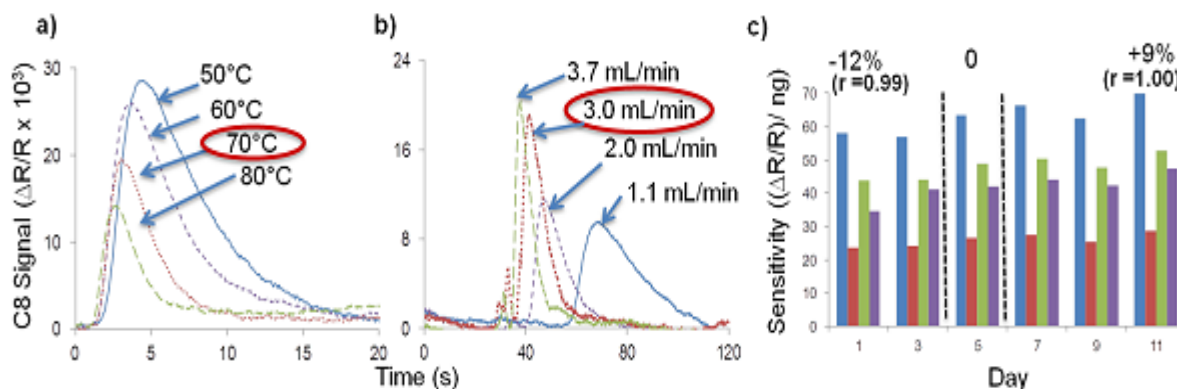 a)
C8 Signal (ΔR/R x 10³)
30
20
10
0
0
5
10
15
20
50°C
60°C
70°C
80°C
b)
24
16
8
0
0
40
80
120
3.7 mL/min
3.0 mL/min
2.0 mL/min
1.1 mL/min
Time (s)
c)
Sensitivity ((ΔR/R)/ ng)
70
60
50
40
30
20
10
0
-12%
(r =0.99)
0
+9%
(r =1.00)
1
3
5
7
9
11
Day